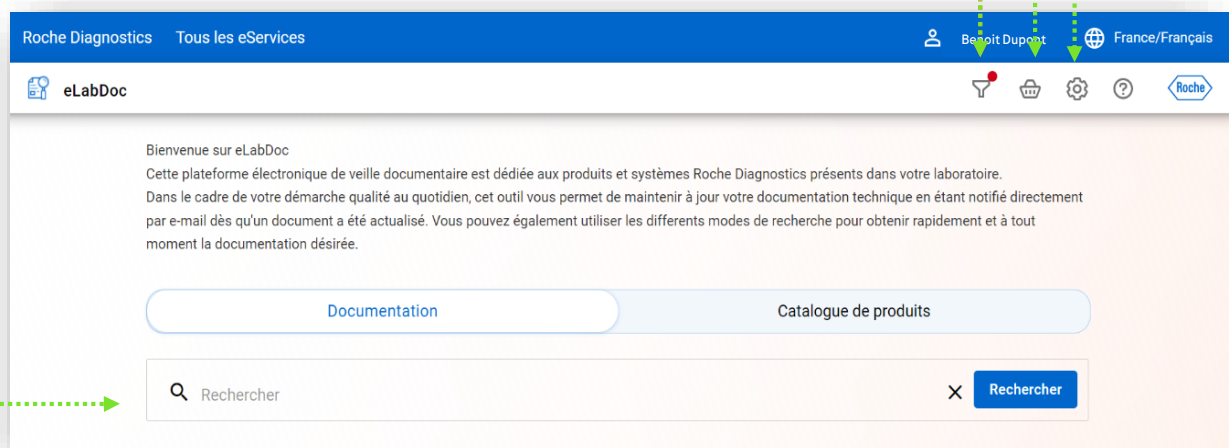 Roche Diagnostics Tous les eServices Benoit Dupont France/Français
eLabDoc Roche
Bienvenue sur eLabDoc
Cette plateforme électronique de veille documentaire est dédiée aux produits et systèmes Roche Diagnostics présents dans votre laboratoire.
Dans le cadre de votre démarche qualité au quotidien, cet outil vous permet de maintenir à jour votre documentation technique en étant notifié directement
par e-mail dès qu'un document a été actualisé. Vous pouvez également utiliser les differents modes de recherche pour obtenir rapidement et à tout
moment la documentation désirée.
Documentation Catalogue de produits
Rechercher Rechercher